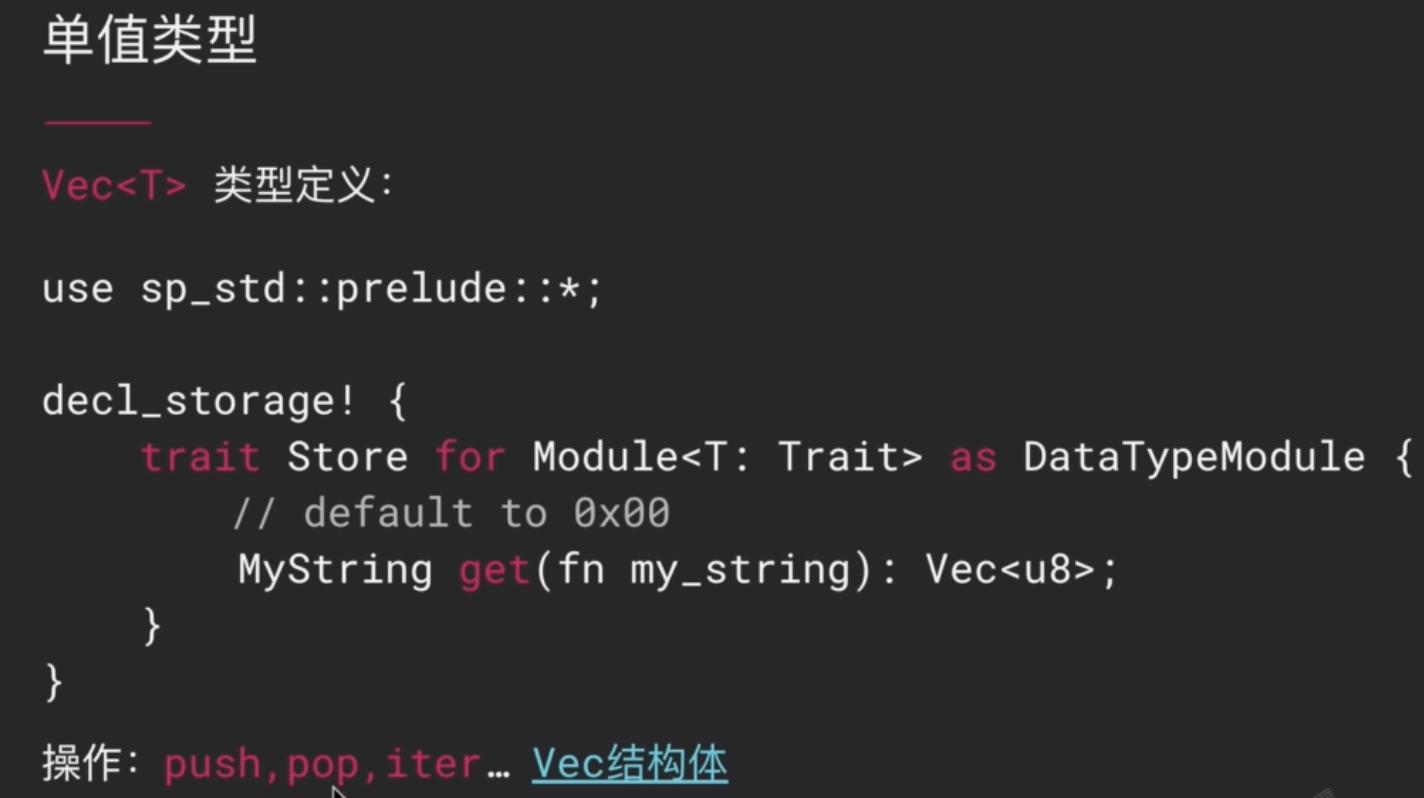 单值类型
Vec<T> 类型定义：
use sp_std::prelude::*;
decl_storage! {
    trait Store for Module<T: Trait> as DataTypeModule {
        // default to 0x00
        MyString get(fn my_string): Vec<u8>;
    }
}
操作：push,pop,iter… Vec结构体